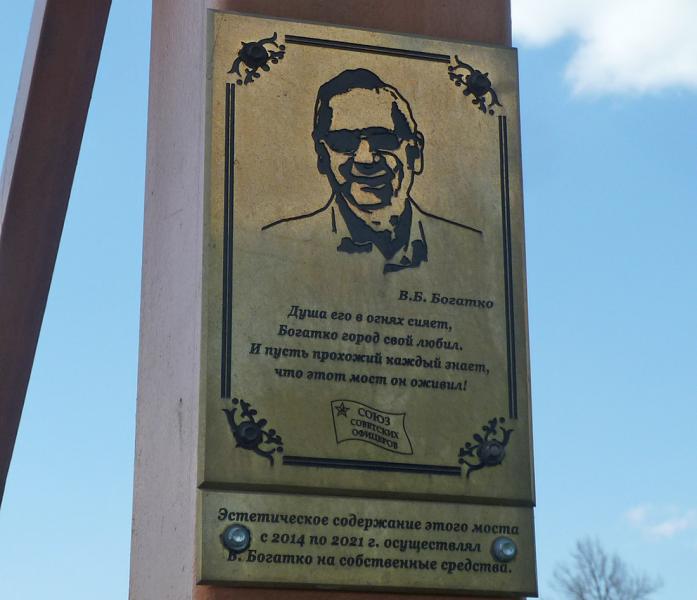 В.Б. Богатко
Душа его в огнях сияет,
Богатко город свой любил.
И пусть прохожий каждый знает,
что этот мост он оживил!
СОЮЗ
СОВЕТСКИХ
ОФИЦЕРОВ
Эстетическое содержание этого моста
с 2014 по 2021 г. осуществлял
В. Богатко на собственные средства.